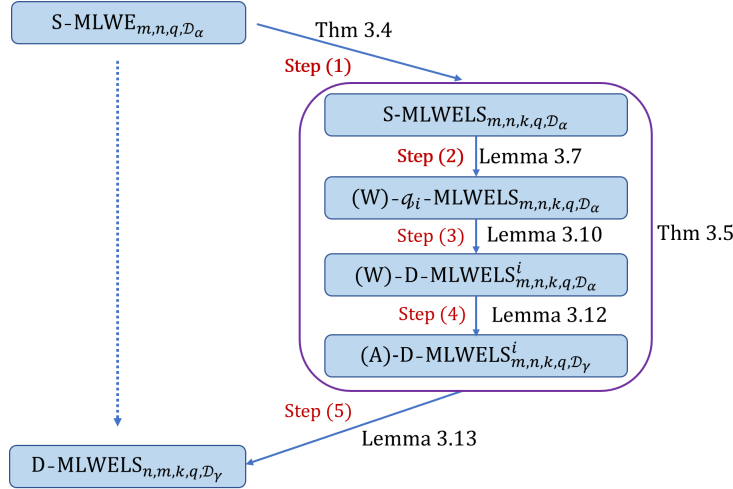 S-MLWE_{m,n,q,𝒟_α}
Thm 3.4
Step (1)
S-MLWELS_{m,n,k,q,𝒟_α}
Step (2) Lemma 3.7
(W)-𝓆_i-MLWELS_{m,n,k,q,𝒟_α}
Step (3) Lemma 3.10
Thm 3.5
(W)-D-MLWELS^i_{m,n,k,q,𝒟_α}
Step (4) Lemma 3.12
(A)-D-MLWELS^i_{m,n,k,q,𝒟_γ}
Step (5)
Lemma 3.13
D-MLWELS_{n,m,k,q,𝒟_γ}